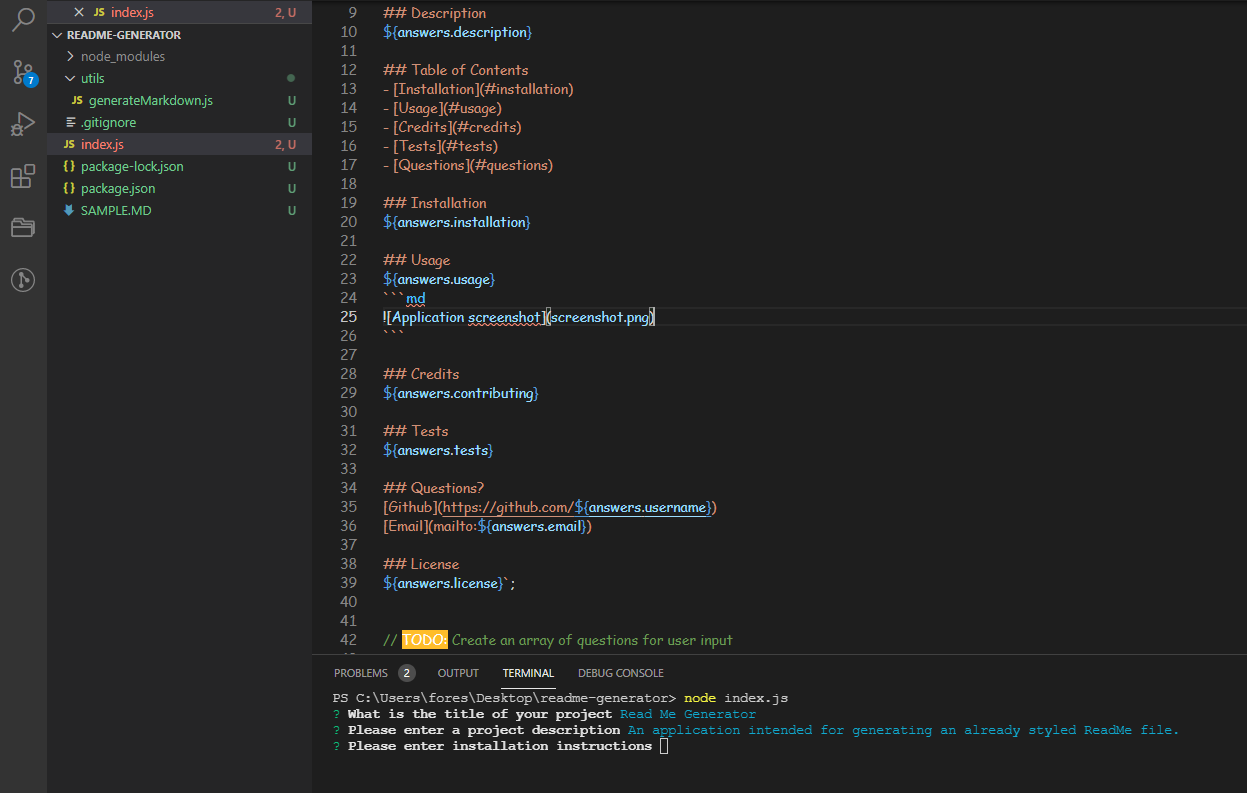 JS index.js 2, U
README-GENERATOR
node_modules
utils
JS generateMarkdown.js U
.gitignore U
JS index.js 2, U
{} package-lock.json U
{} package.json U
SAMPLE.MD U
7
9 ## Description
10 ${answers.description}
11
12 ## Table of Contents
13 - [Installation](#installation)
14 - [Usage](#usage)
15 - [Credits](#credits)
16 - [Tests](#tests)
17 - [Questions](#questions)
18
19 ## Installation
20 ${answers.installation}
21
22 ## Usage
23 ${answers.usage}
24 ```md
25 ![Application screenshot](screenshot.png)
26 ```
27
28 ## Credits
29 ${answers.contributing}
30
31 ## Tests
32 ${answers.tests}
33
34 ## Questions?
35 [Github](https://github.com/${answers.username})
36 [Email](mailto:${answers.email})
37
38 ## License
39 ${answers.license}`;
40
41
42 // TODO: Create an array of questions for user input
PROBLEMS 2 OUTPUT TERMINAL DEBUG CONSOLE
PS C:\Users\fores\Desktop\readme-generator> node index.js
? What is the title of your project Read Me Generator
? Please enter a project description An application intended for generating an already styled ReadMe file.
? Please enter installation instructions